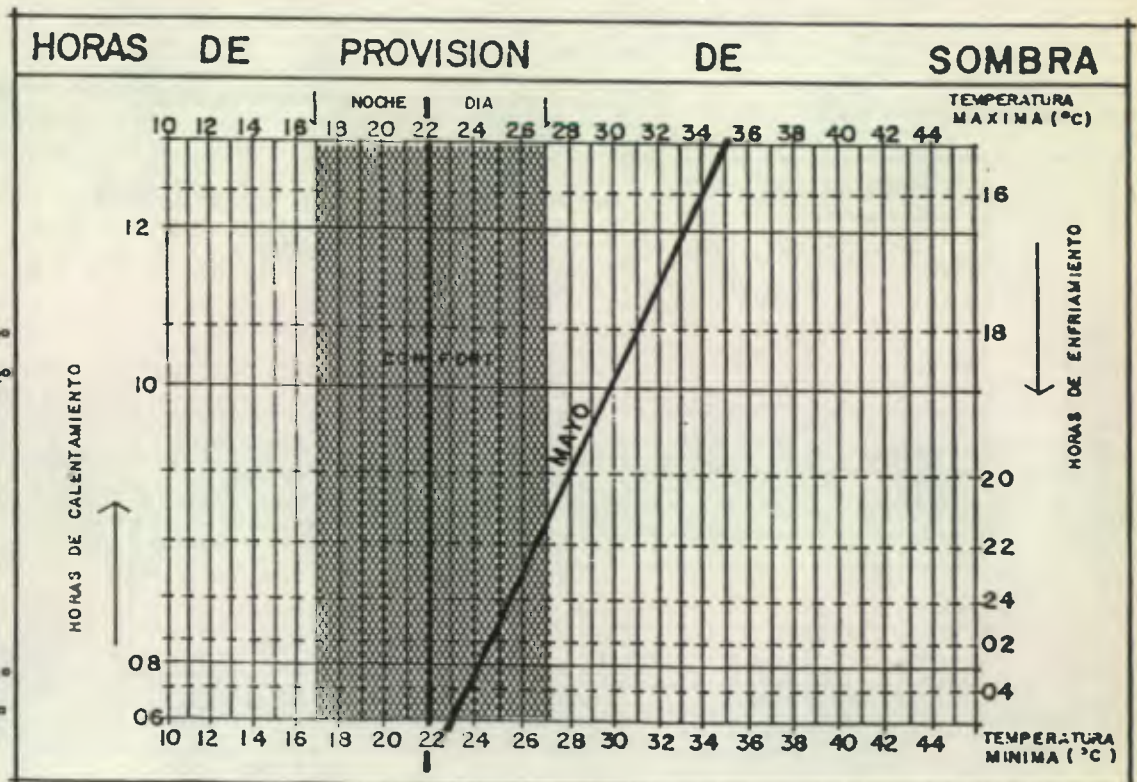 HORAS DE PROVISION DE SOMBRA
NOCHE DIA
TEMPERATURA
MAXIMA (°C)
10 12 14 16 18 20 22 24 26 28 30 32 34 36 38 40 42 44
16
12
18
CONFORT
10
MAYO
20
22
24
02
08
04
06
10 12 14 16 18 20 22 24 26 28 30 32 34 36 38 40 42 44
TEMPERATURA
MINIMA (°C)
HORAS DE CALENTAMIENTO
HORAS DE ENFRIAMIENTO